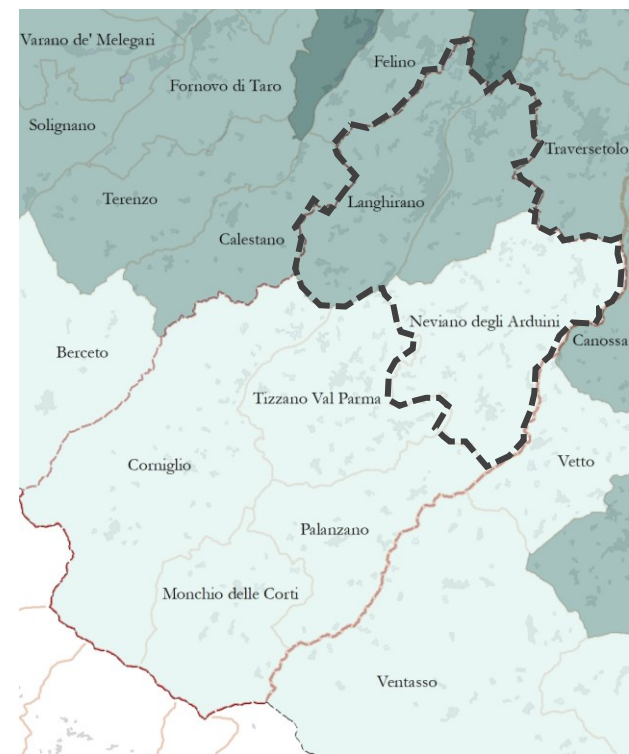 Varano de' Melegari
Felino
Fornovo di Taro
Solignano
Traversetolo
Terenzo
Langhirano
Calestano
Neviano degli Arduini
Canossa
Berceto
Tizzano Val Parma
Corniglio
Vetto
Palanzano
Monchio delle Corti
Ventasso